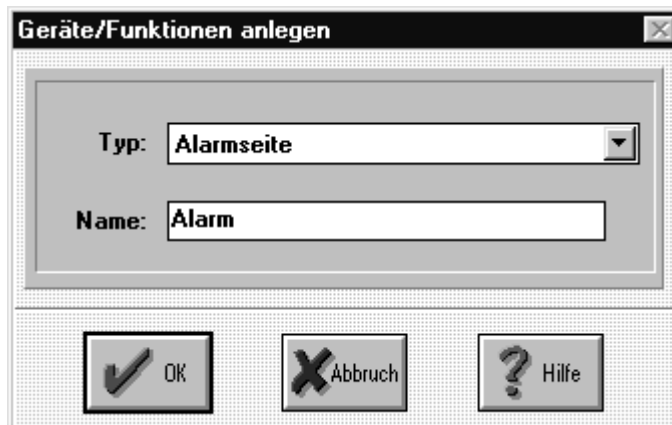 Geräte/Funktionen anlegen
Typ: Alarmseite
Name: Alarm
OK Abbruch Hilfe